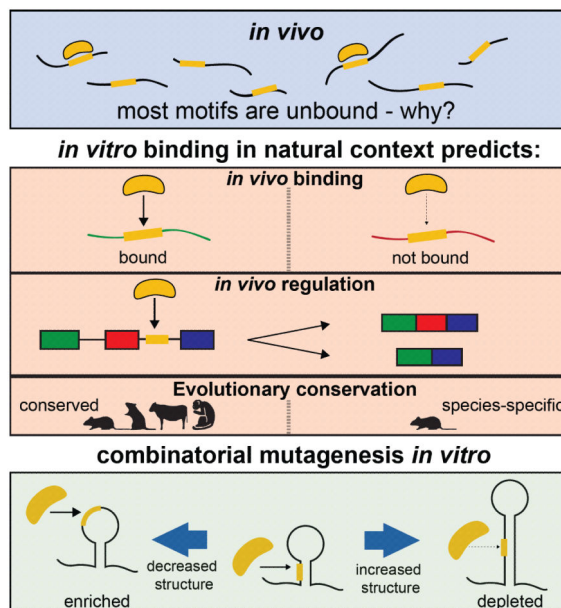 in vivo
most motifs are unbound - why?
in vitro binding in natural context predicts:
in vivo binding
bound
not bound
in vivo regulation
Evolutionary conservation
conserved
species-specific
combinatorial mutagenesis in vitro
decreased
structure
increased
structure
enriched
depleted